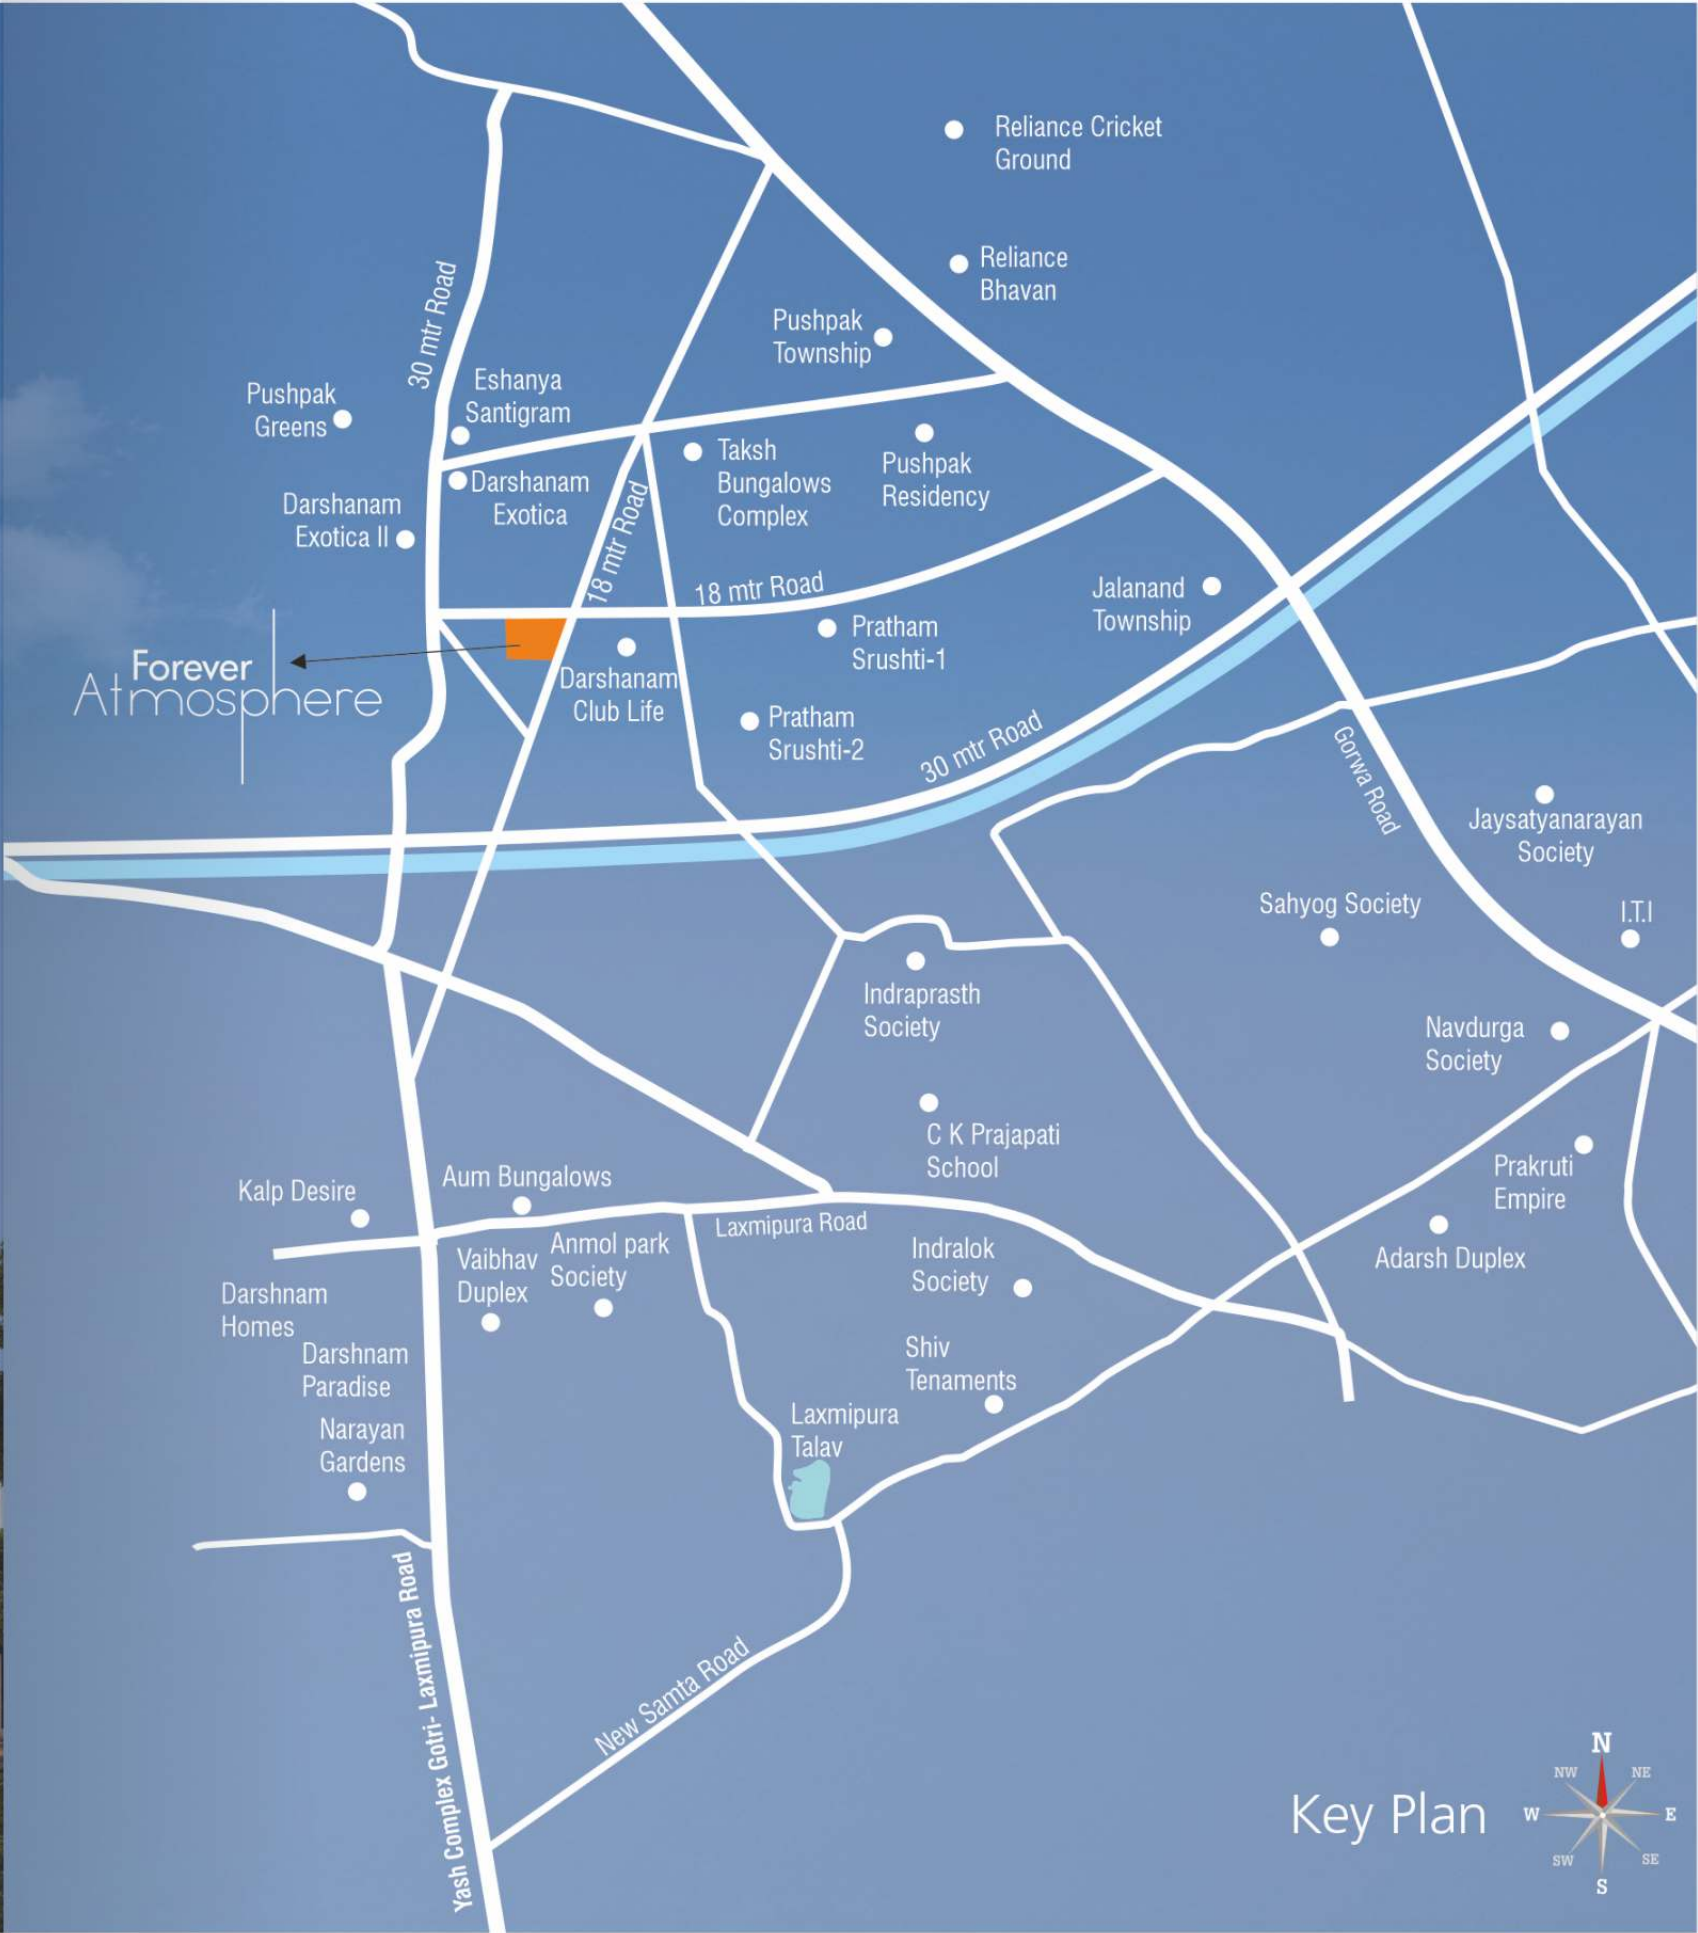 Reliance Cricket
Ground
Reliance
Bhavan
Pushpak
Township
30 mtr Road
Eshanya
Santigram
Pushpak
Greens
Taksh
Bungalows
Complex
Pushpak
Residency
Darshanam
Exotica
Darshanam
Exotica II
18 mtr Road
18 mtr Road
Jalanand
Township
Pratham
Srushti-1
Forever
Atmosphere
Darshanam
Club Life
Pratham
Srushti-2
30 mtr Road
Gorwa Road
Jaysatyanarayan
Society
Sahyog Society
I.T.I
Indraprasth
Society
Navdurga
Society
C K Prajapati
School
Prakruti
Empire
Kalp Desire
Aum Bungalows
Laxmipura Road
Adarsh Duplex
Vaibhav
Duplex
Anmol park
Society
Indralok
Society
Darshnam
Homes
Darshnam
Paradise
Shiv
Tenaments
Narayan
Gardens
Laxmipura
Talav
Yash Complex Gotri- Laxmipura Road
New Samta Road
Key Plan
N
NW
NE
W
E
SW
SE
S